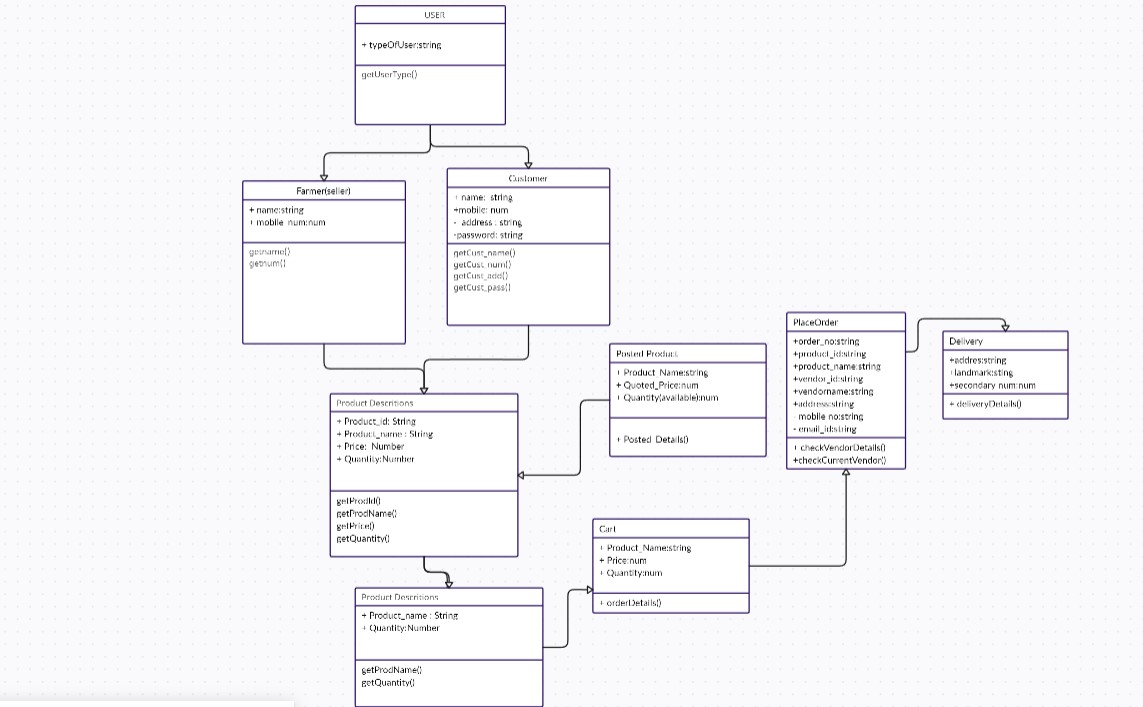 USER
+ typeOfUser:string
getUserType()
Farmer(seller)
+ name:string
+ mobile num:num
getname()
getnum()
Customer
+ name: string
+mobile: num
- address : string
-password: string
getCust_name()
getCust_num()
getCust_add()
getCust_pass()
Product Descritions
+ Product_id: String
+ Product_name : String
+ Price: Number
+ Quantity:Number
getProdId()
getProdName()
getPrice()
getQuantity()
Posted Product
+ Product_Name:string
+ Quoted_Price:num
+ Quantity(available):num
+ Posted Details()
PlaceOrder
+order_no:string
+product_id:string
+product_name:string
+vendor_id:string
+vendorname:string
+address:string
- mobile no:string
- email_id:string
+ checkVendorDetails()
+checkCurrentVendor()
Delivery
+addres:string
+landmark:sting
+secondary num:num
+ deliveryDetails()
Cart
+ Product_Name:string
+ Price:num
+ Quantity:num
+ orderDetails()
Product Descritions
+ Product_name : String
+ Quantity:Number
getProdName()
getQuantity()